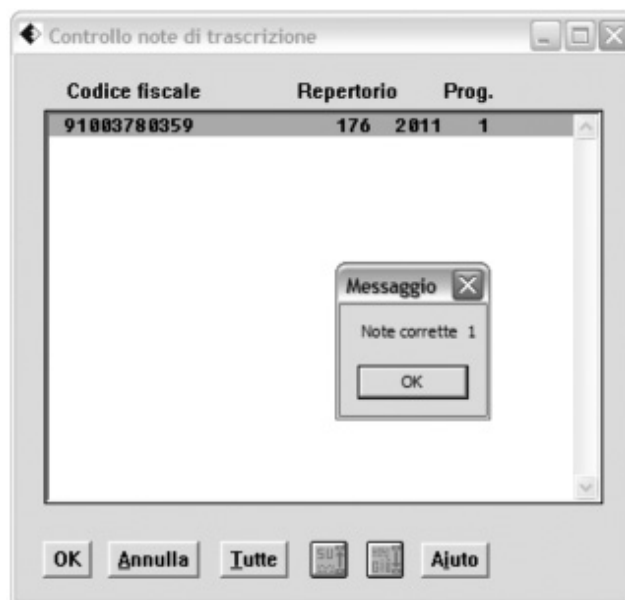 Controllo note di trascrizione
Codice fiscale Repertorio Prog.
91003780359 176 2011 1
Messaggio
Note corrette 1
OK
OK Annulla Tutte Aiuto